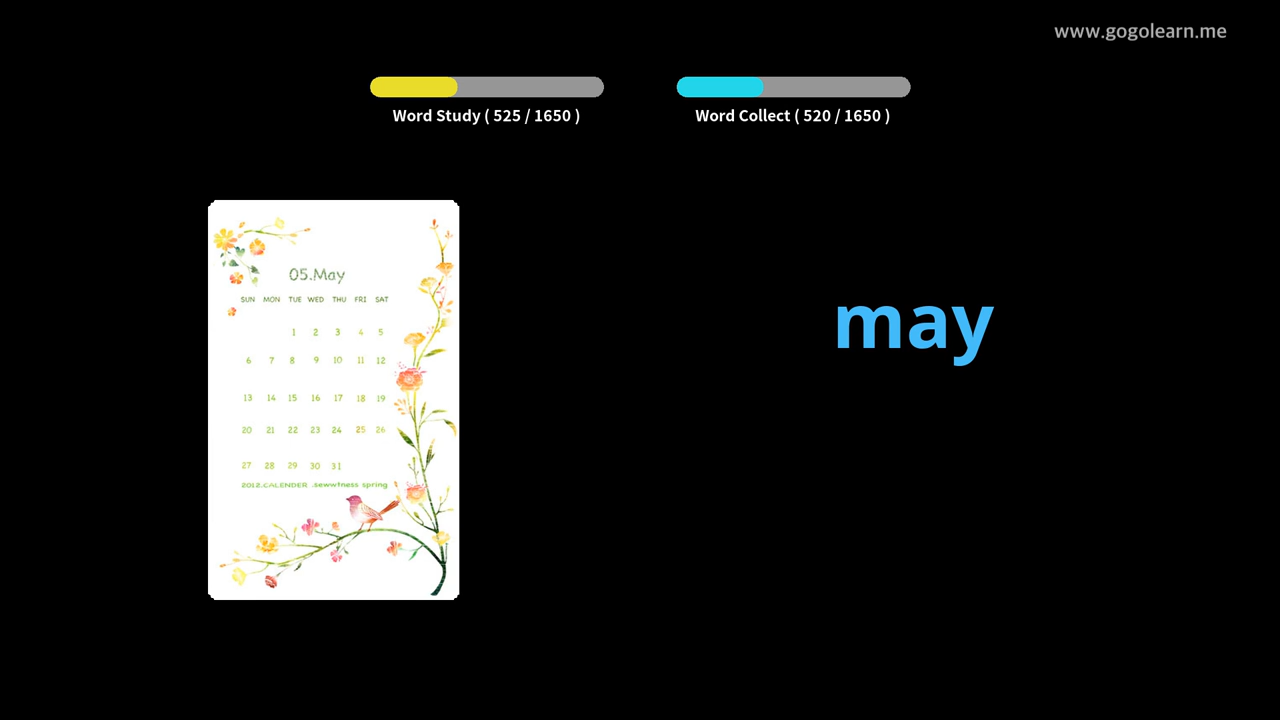 www.gogolearn.me
Word Study ( 525 / 1650 )
Word Collect ( 520 / 1650 )
05.May
SUN MON TUE WED THU FRI SAT
1 2 3 4 5
6 7 8 9 10 11 12
13 14 15 16 17 18 19
20 21 22 23 24 25 26
27 28 29 30 31
2012.CALENDER .sewwtness spring
may